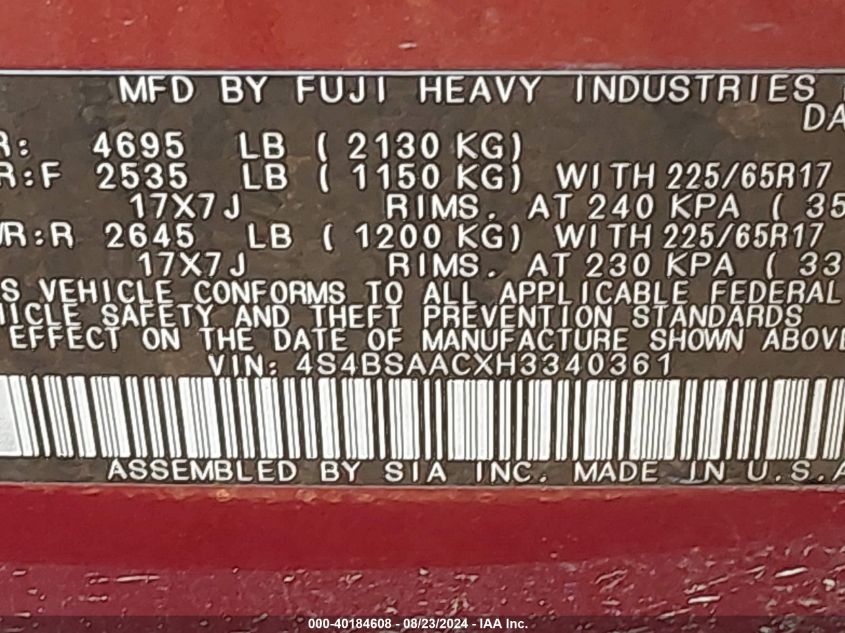 MFD BY FUJI HEAVY INDUSTRIES
DA
R: 4695 LB ( 2130 KG)
R:F 2535 LB ( 1150 KG) WITH 225/65R17
17X7J RIMS. AT 240 KPA ( 35
WR:R 2645 LB ( 1200 KG) WITH 225/65R17
17X7J RIMS. AT 230 KPA ( 33
S VEHICLE CONFORMS TO ALL APPLICABLE FEDERAL
HICLE SAFETY AND THEFT PREVENTION STANDARDS
EFFECT ON THE DATE OF MANUFACTURE SHOWN ABOVE
VIN: 4S4BSAACXH3340361
ASSEMBLED BY SIA INC. MADE IN U.S.A
000-40184608 - 08/23/2024 - IAA Inc.